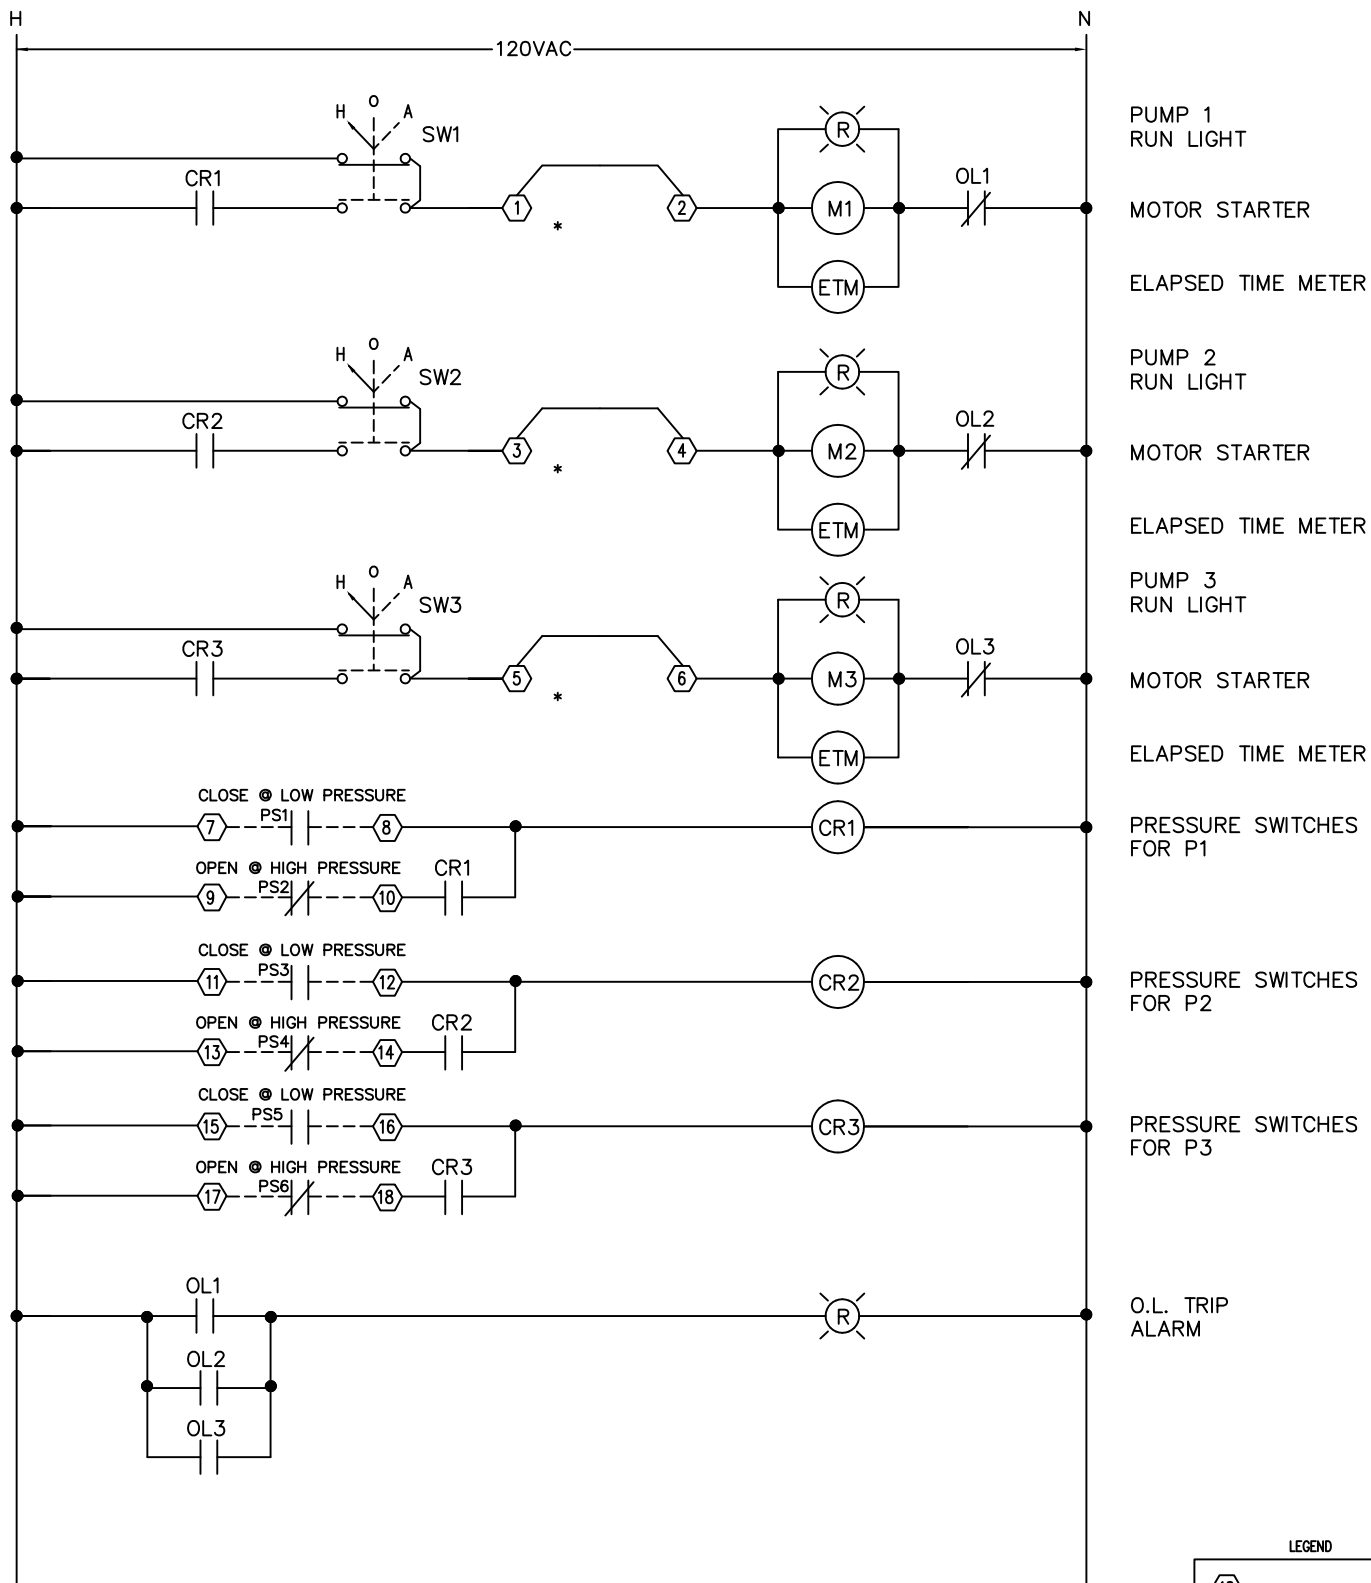 H N
120VAC
H O A
SW1
PUMP 1
RUN LIGHT
R
CR1
1
*
2
M1
OL1
MOTOR STARTER
ETM
ELAPSED TIME METER
H O A
SW2
PUMP 2
RUN LIGHT
R
CR2
3
*
4
M2
OL2
MOTOR STARTER
ETM
ELAPSED TIME METER
H O A
SW3
PUMP 3
RUN LIGHT
R
CR3
5
*
6
M3
OL3
MOTOR STARTER
ETM
ELAPSED TIME METER
CLOSE @ LOW PRESSURE
7 PS1 8
CR1
PRESSURE SWITCHES
FOR P1
OPEN @ HIGH PRESSURE
9 PS2 10
CR1
CLOSE @ LOW PRESSURE
11 PS3 12
CR2
PRESSURE SWITCHES
FOR P2
OPEN @ HIGH PRESSURE
13 PS4 14
CR2
CLOSE @ LOW PRESSURE
15 PS5 16
CR3
PRESSURE SWITCHES
FOR P3
OPEN @ HIGH PRESSURE
17 PS6 18
CR3
OL1
R
O.L. TRIP
ALARM
OL2
OL3
LEGEND